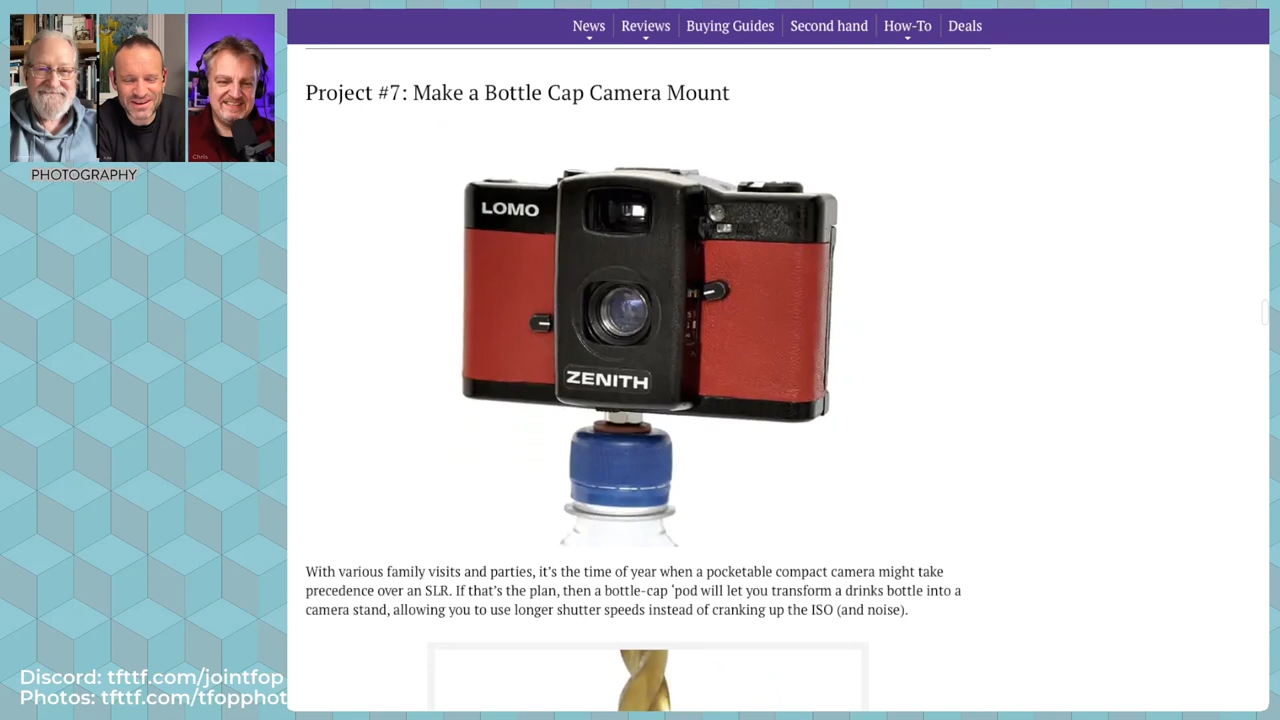 News
Reviews
Buying Guides
Second hand
How-To
Deals
Chris
PHOTOGRAPHY
Project #7: Make a Bottle Cap Camera Mount
LOMO
ZENITH
With various family visits and parties, it’s the time of year when a pocketable compact camera might take
precedence over an SLR. If that’s the plan, then a bottle-cap ‘pod will let you transform a drinks bottle into a
camera stand, allowing you to use longer shutter speeds instead of cranking up the ISO (and noise).
Discord: tfttf.com/jointfop
Photos: tfttf.com/tfopphot